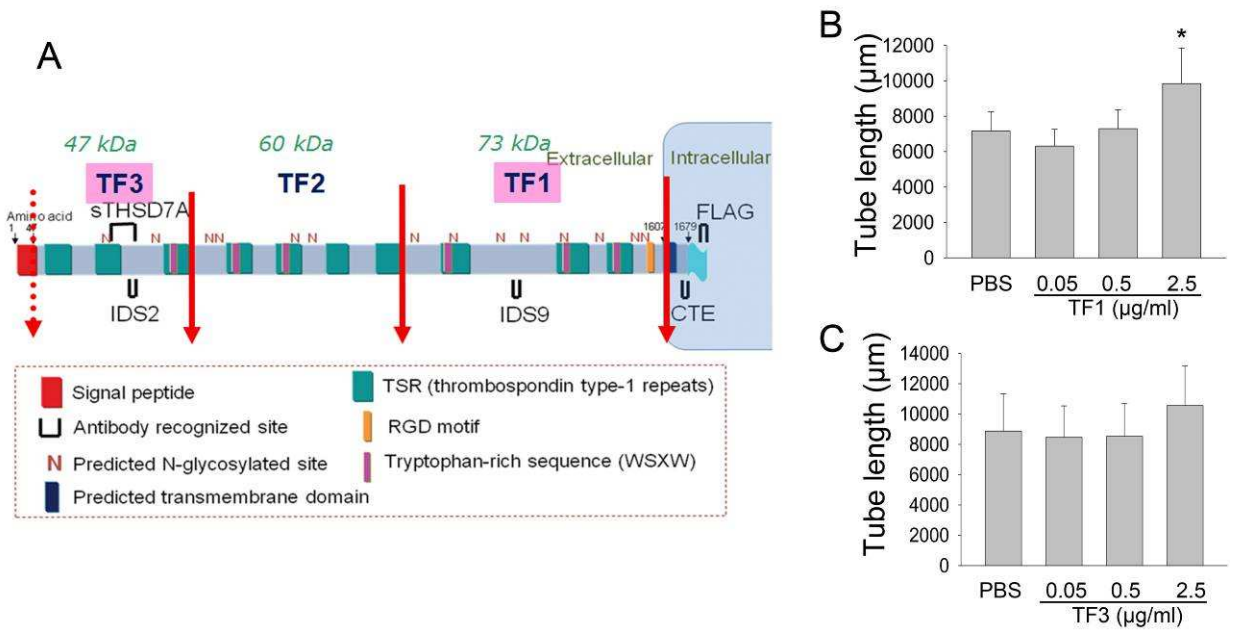 A
47 kDa
60 kDa
73 kDa
Extracellular
Intracellular
TF3
TF2
TF1
sTHSD7A
FLAG
Amino acid
1
1607
1679
N N N N N N N N N N N N N
IDS2
IDS9
CTE
Signal peptide
Antibody recognized site
N Predicted N-glycosylated site
Predicted transmembrane domain
TSR (thrombospondin type-1 repeats)
RGD motif
Tryptophan-rich sequence (WSXW)
B
Tube length (µm)
12000
10000
8000
6000
4000
2000
0
*
PBS 0.05 0.5 2.5
TF1 (µg/ml)
C
Tube length (µm)
14000
12000
10000
8000
6000
4000
2000
0
PBS 0.05 0.5 2.5
TF3 (µg/ml)